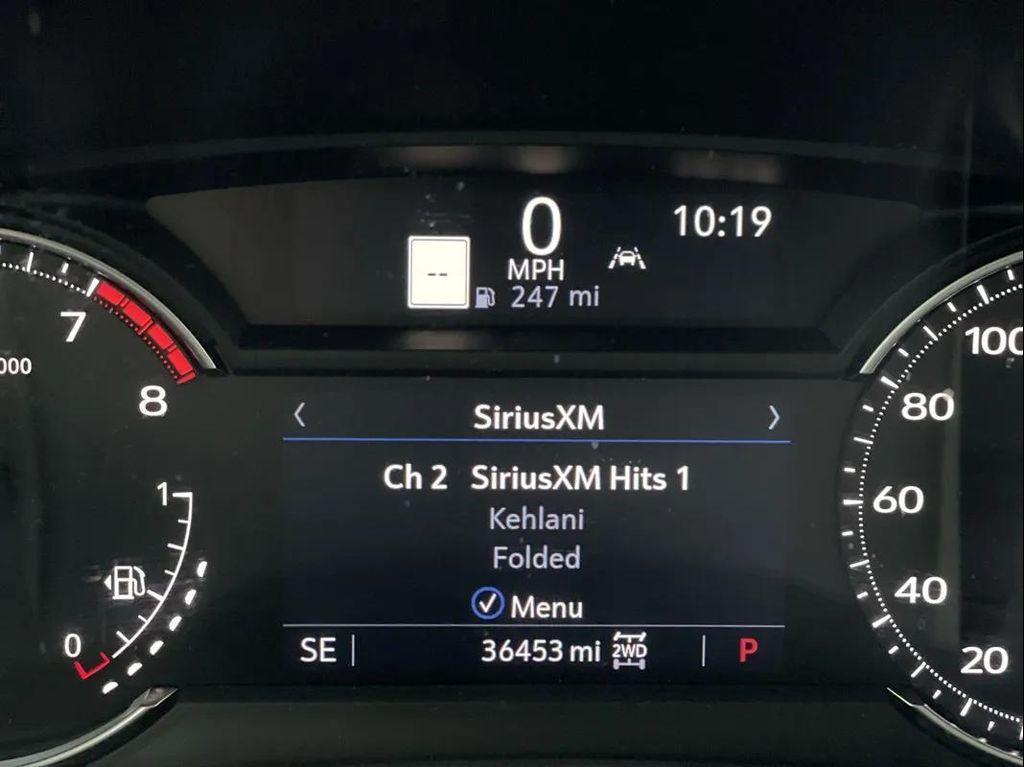 0
10:19
--
MPH
247 mi
7
000
8
100
80
60
40
20
SiriusXM
Ch 2 SiriusXM Hits 1
Kehlani
Folded
Menu
1
0
SE
36453 mi 2WD
P